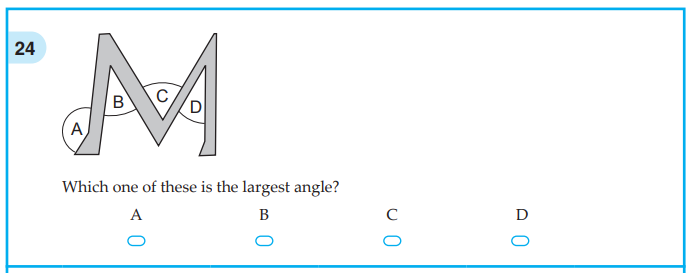 24
A
B
C
D
Which one of these is the largest angle?
A B C D